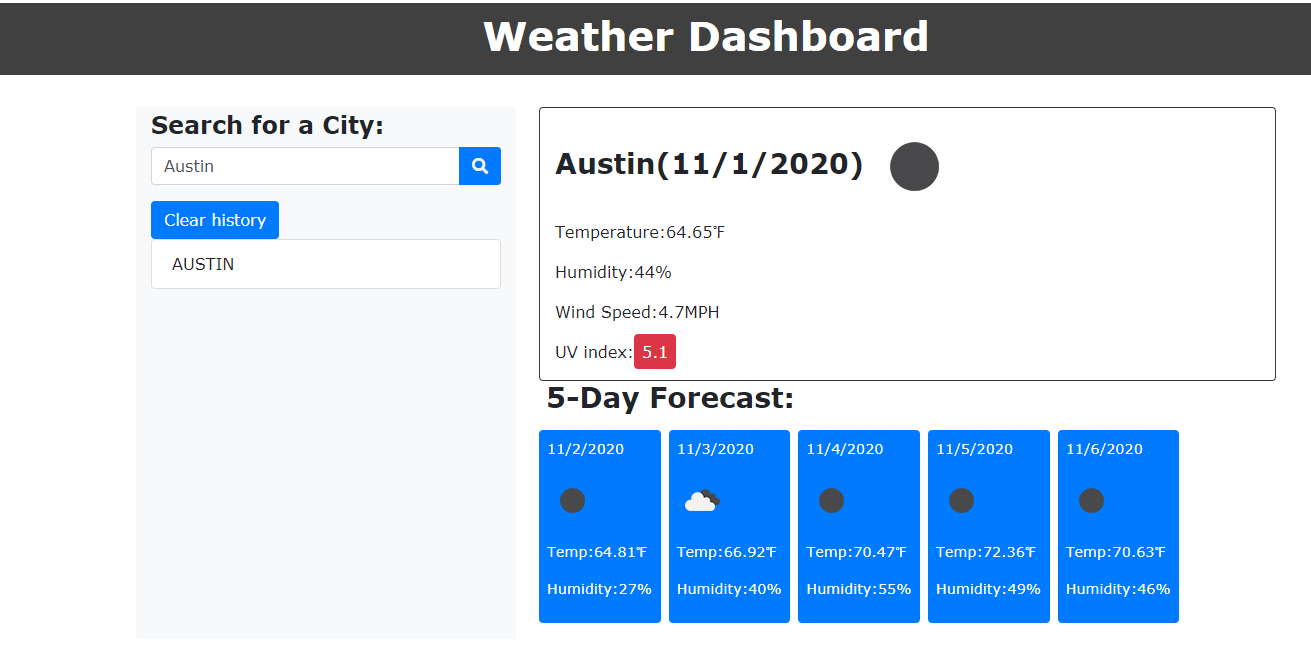 Weather Dashboard
Search for a City:
Austin
Clear history
AUSTIN
Austin(11/1/2020)
Temperature:64.65℉
Humidity:44%
Wind Speed:4.7MPH
UV index:5.1
5-Day Forecast:
11/2/2020
Temp:64.81℉
Humidity:27%
11/3/2020
Temp:66.92℉
Humidity:40%
11/4/2020
Temp:70.47℉
Humidity:55%
11/5/2020
Temp:72.36℉
Humidity:49%
11/6/2020
Temp:70.63℉
Humidity:46%